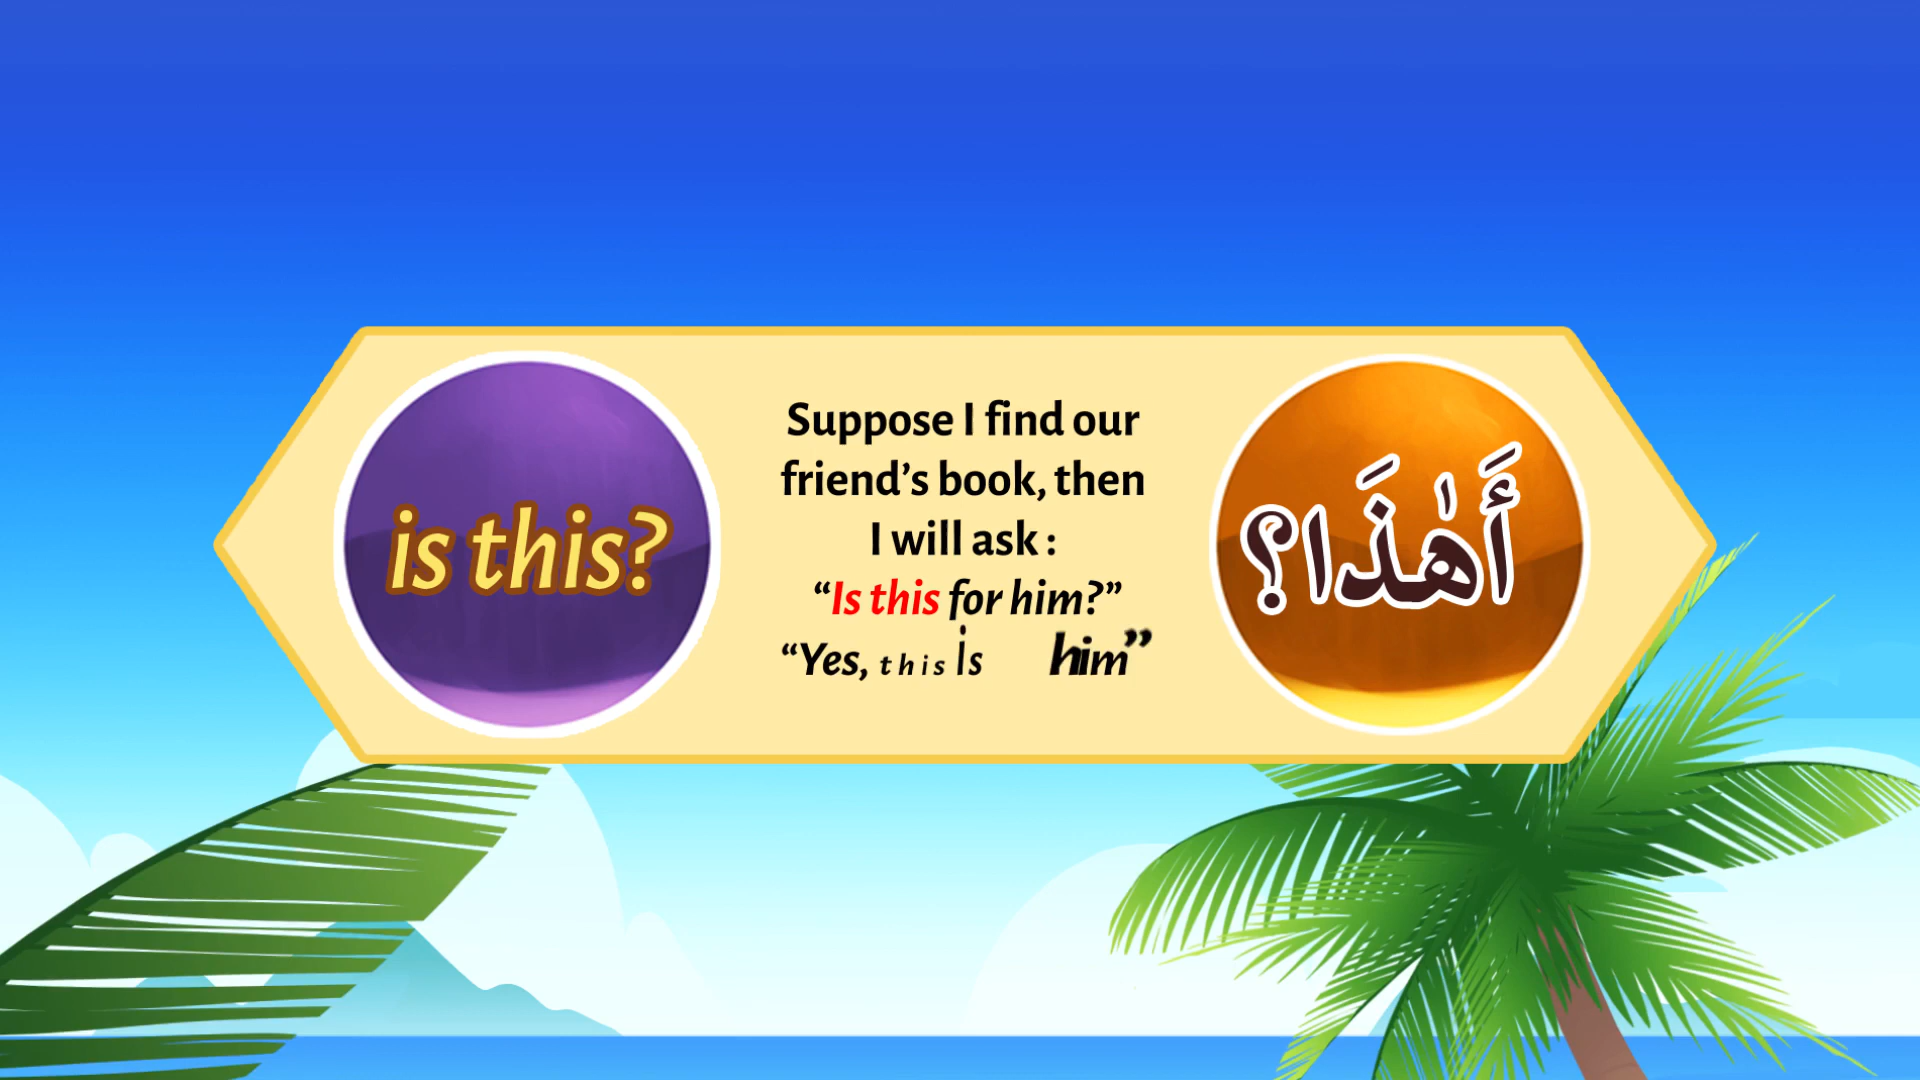 is this?
Suppose I find our
friend’s book, then
I will ask :
“Is this for him?”
“Yes, this is him”
أَهٰذَا؟